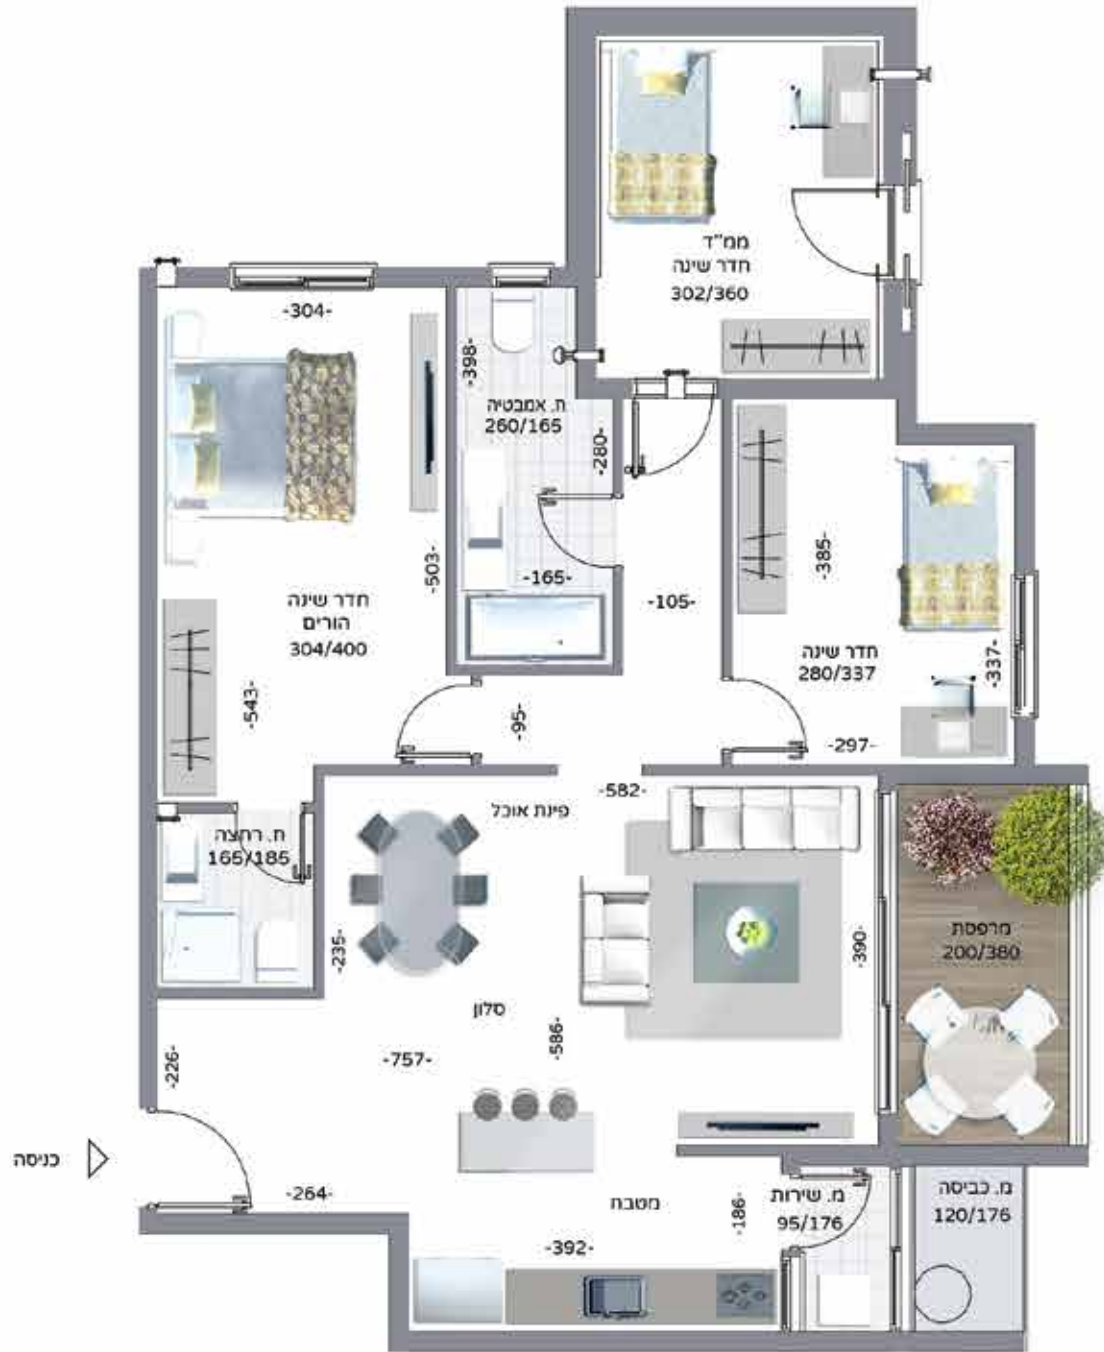 ממ"ד
חדר שינה
302/360
-304-
-398-
ח. אמבטיה
260/165
-280-
-503-
-165-
-105-
-385-
חדר שינה
הורים
304/400
חדר שינה
280/337
-337-
-543-
-95-
-297-
-582-
פינת אוכל
ח. רחצה
165/185
-235-
-390-
מרפסת
200/380
סלון
-586-
-757-
-226-
כניסה
-264-
מטבח
-186-
מ. שירות
95/176
מ. כביסה
120/176
-392-